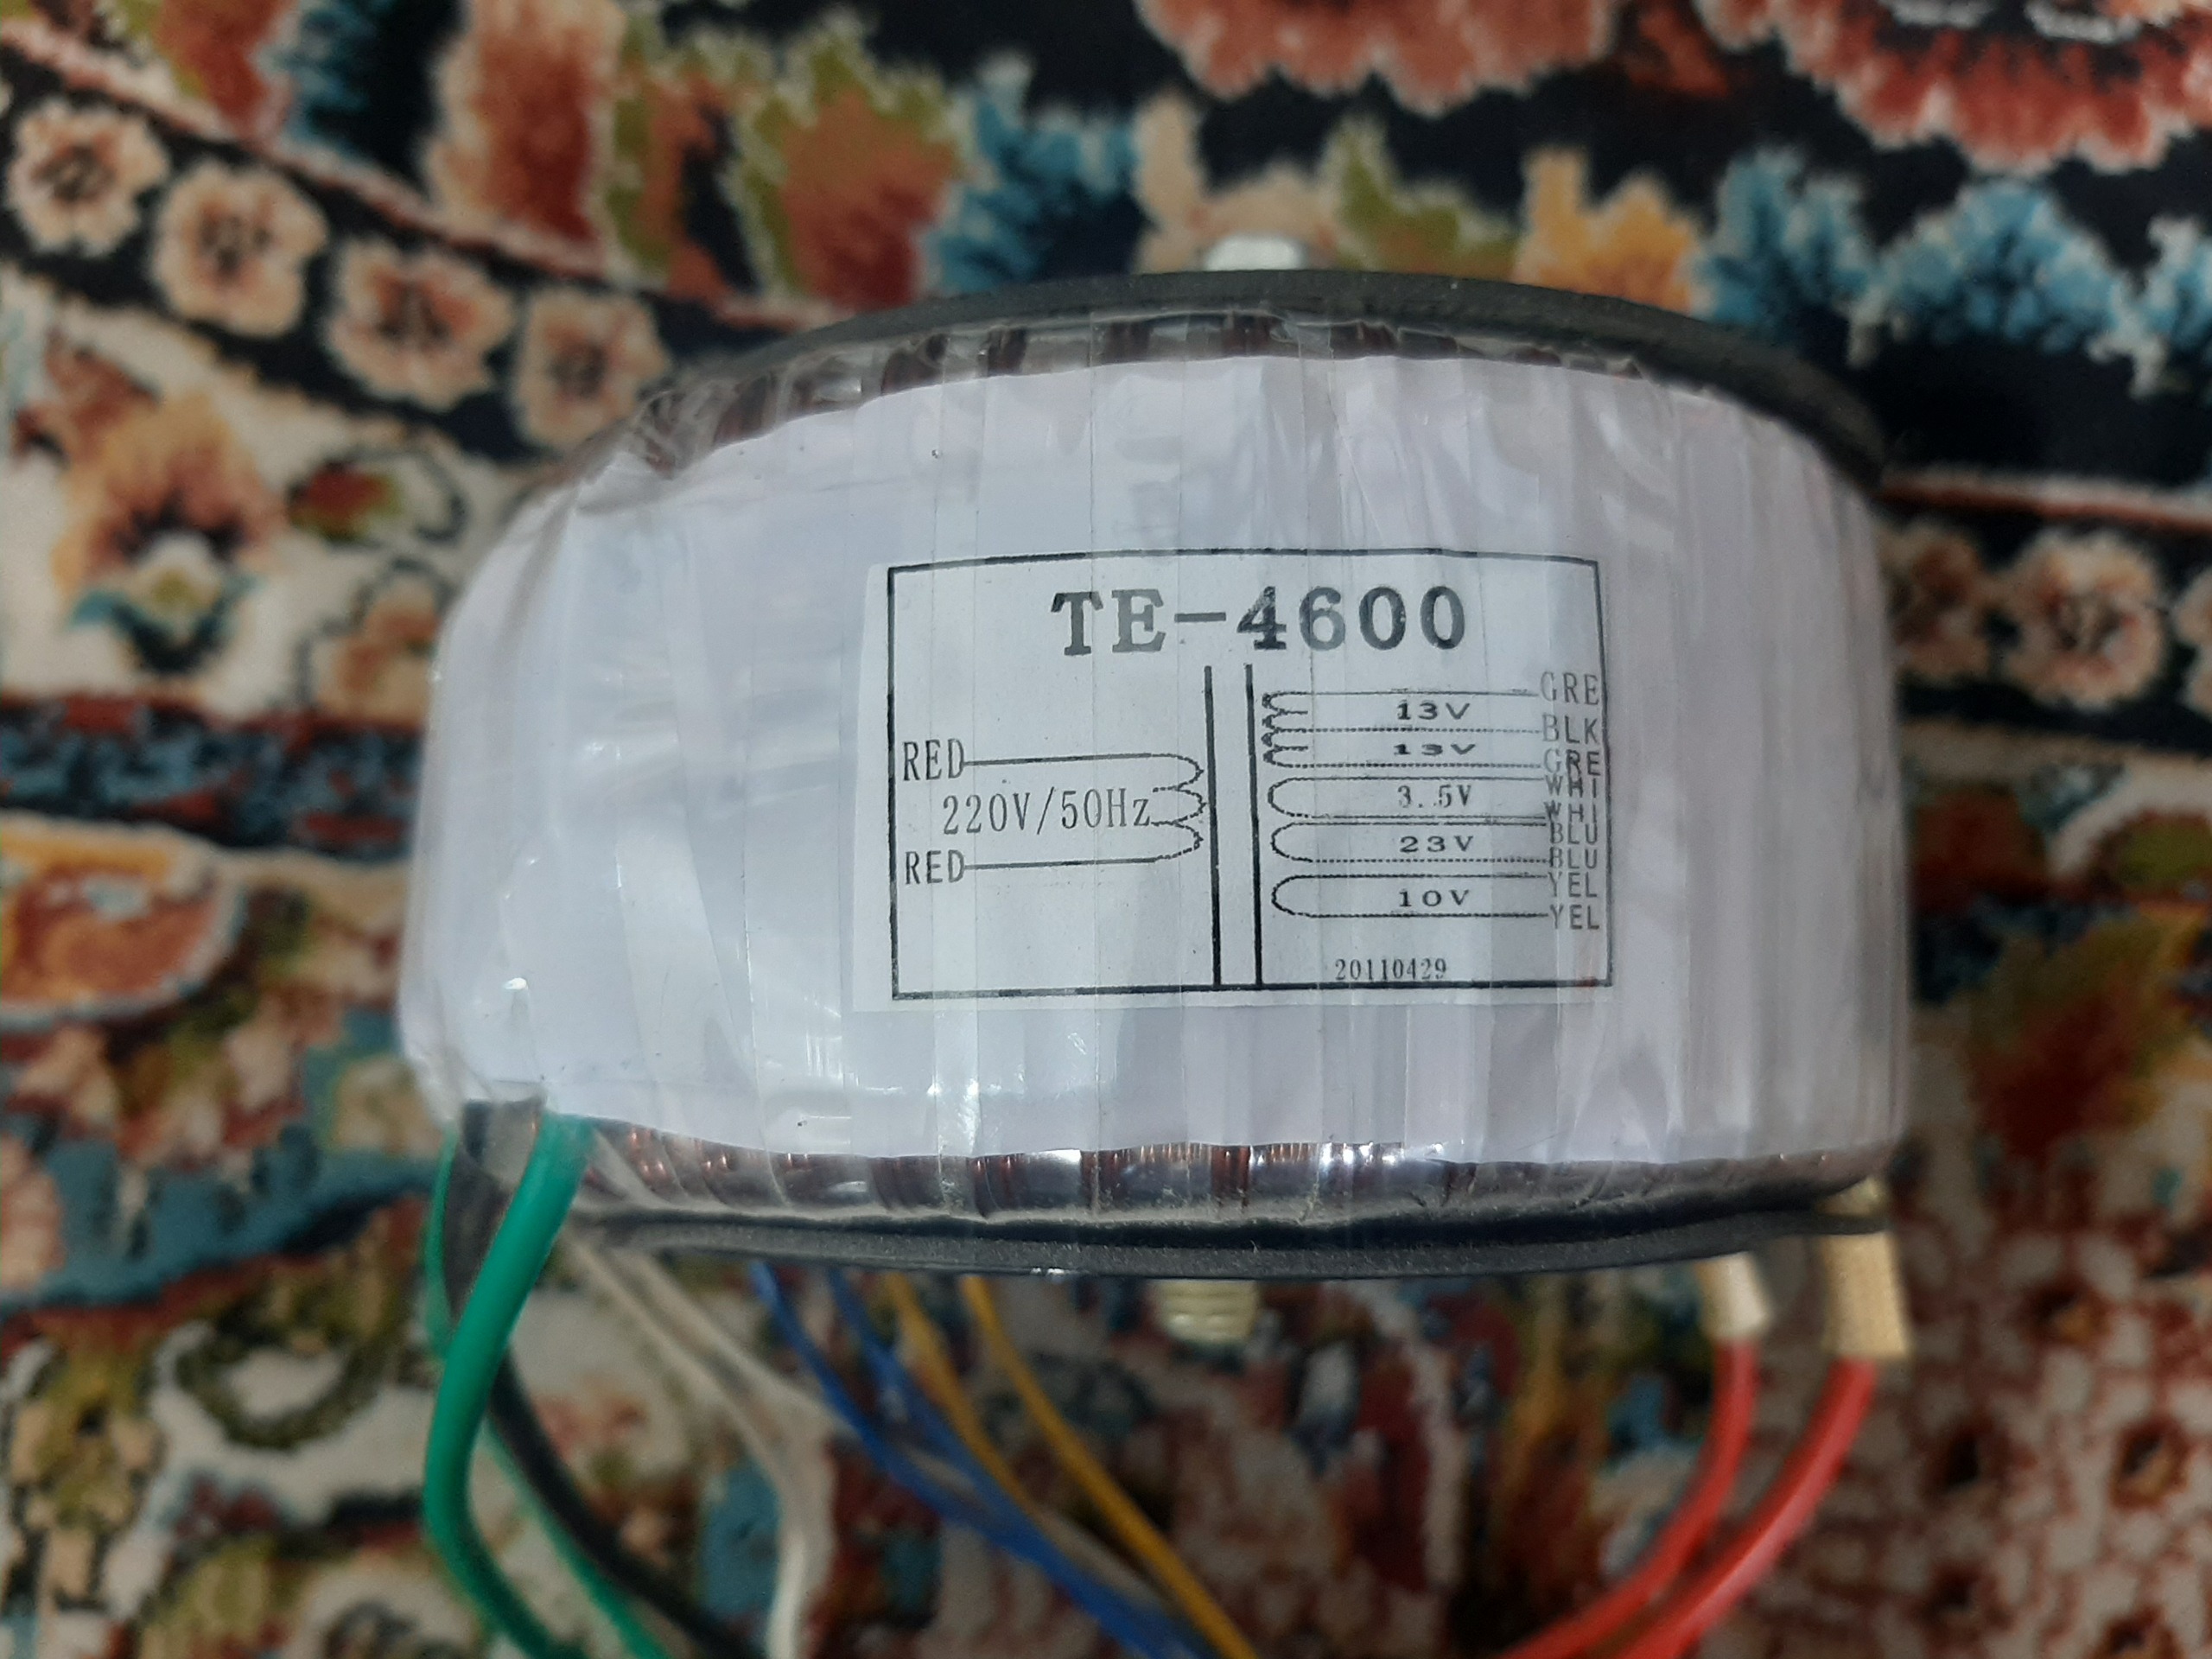 TE-4600
GRE
13V
BLK
13V
GRE
RED
WHI
220V/50Hz
3.5V
WHI
BLU
23V
BLU
RED
YEL
10V
YEL
20110429